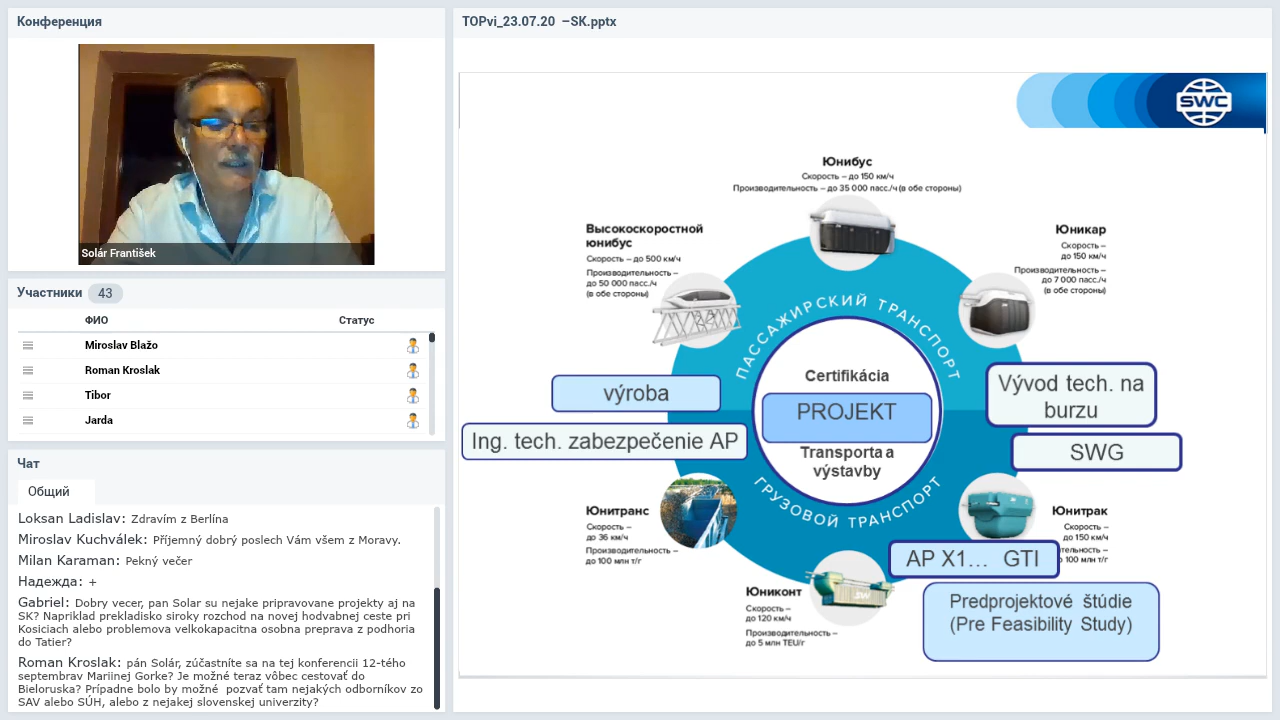 Конференция
Solár František
Участники 43
ФИО Статус
Miroslav Blažo
Roman Kroslak
Tibor
Jarda
Чат
Общий
Loksan Ladislav: Zdravím z Berlína
Miroslav Kuchválek: Příjemný dobrý poslech Vám všem z Moravy.
Milan Karaman: Pekný večer
Надежда: +
Gabriel: Dobry vecer, pan Solar su nejake pripravovane projekty aj na
SK? Napriklad prekladisko siroky rozchod na novej hodvabnej ceste pri
Kosiciach alebo problemova velkokapacitna osobna preprava z podhoria
do Tatier?
Roman Kroslak: pán Solár, zúčastníte sa na tej konferencii 12-tého
septembrav Mariinej Gorke? Je možné teraz vôbec cestovať do
Bieloruska? Prípadne bolo by možné pozvať tam nejakých odborníkov zo
SAV alebo SÚH, alebo z nejakej slovenskej univerzity?
TOPvi_23.07.20 –SK.pptx
SWC
Юнибус
Скорость – до 150 км/ч
Производительность – до 35 000 пасс./ч (в обе стороны)
Высокоскоростной
юнибус
Скорость – до 500 км/ч
Производительность –
до 50 000 пасс./ч
(в обе стороны)
Юникар
Скорость –
до 150 км/ч
Производительность –
до 7 000 пасс./ч
(в обе стороны)
ПАССАЖИРСКИЙ ТРАНСПОРТ
Certifikácia
PROJEKT
Transporta a
výstavby
ГРУЗОВОЙ ТРАНСПОРТ
výroba
Ing. tech. zabezpečenie AP
Vývod tech. na
burzu
SWG
Юнитранс
Скорость –
до 36 км/ч
Производительность –
до 100 млн т/г
Юнитрак
Скорость –
до 150 км/ч
тельность –
о 100 млн т/г
AP X1... GTI
Юниконт
Скорость –
до 120 км/ч
Производительность –
до 5 млн TEU/г
Predprojektové štúdie
(Pre Feasibility Study)